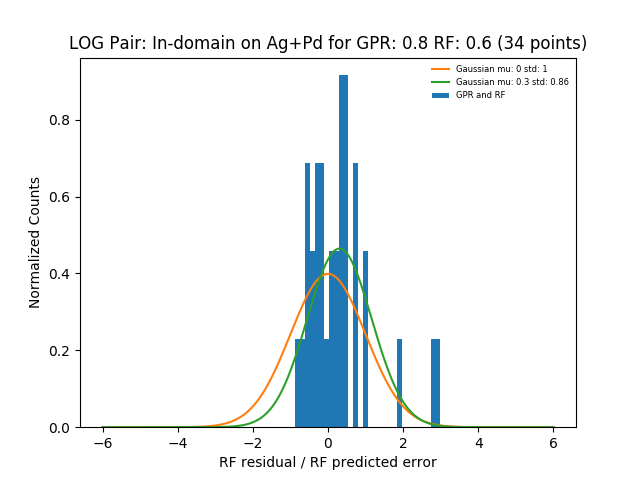 LOG Pair: In-domain on Ag+Pd for GPR: 0.8 RF: 0.6 (34 points)
Gaussian mu: 0 std: 1
Gaussian mu: 0.3 std: 0.86
GPR and RF
Normalized Counts
0.8
0.6
0.4
0.2
0.0
−6 −4 −2 0 2 4 6
RF residual / RF predicted error